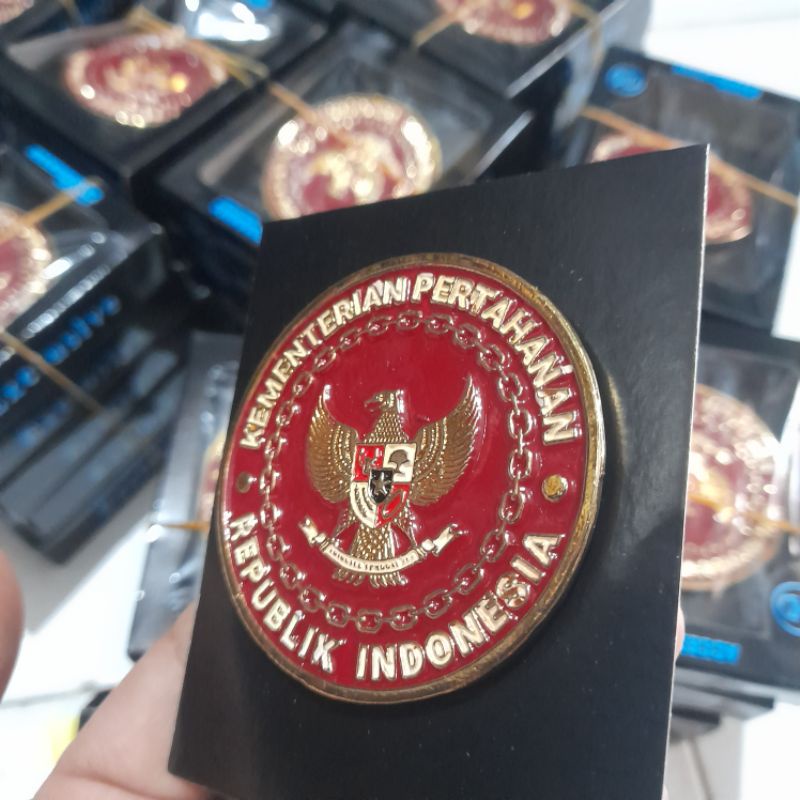 KEMENTERIAN PERTAHANAN
REPUBLIK INDONESIA